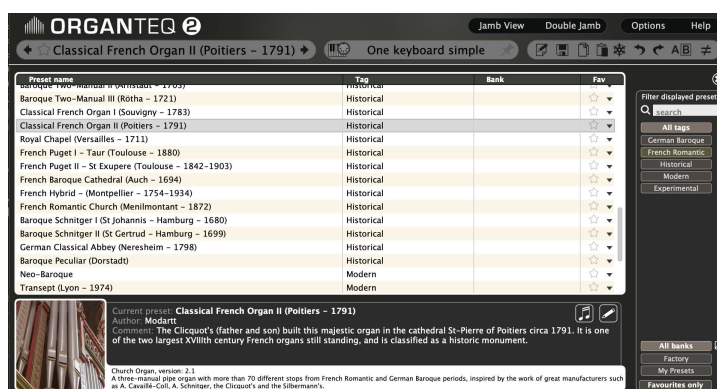 ORGANTEQ 2
Jamb View Double Jamb Options Help
Classical French Organ II (Poitiers – 1791) One keyboard simple A B
Preset name Tag Bank Fav
Baroque Two-Manual II (Arnstadt – 1703) Historical
Baroque Two-Manual III (Rötha – 1721) Historical
Classical French Organ I (Souvigny – 1783) Historical
Classical French Organ II (Poitiers – 1791) Historical
Royal Chapel (Versailles – 1711) Historical
French Puget I – Taur (Toulouse – 1880) Historical
French Puget II – St Exupere (Toulouse – 1842–1903) Historical
French Baroque Cathedral (Auch – 1694) Historical
French Hybrid – (Montpellier – 1754–1934) Historical
French Romantic Church (Menilmontant – 1872) Historical
Baroque Schnitger I (St Johannis – Hamburg – 1680) Historical
Baroque Schnitger II (St Gertrud – Hamburg – 1699) Historical
German Classical Abbey (Neresheim – 1798) Historical
Baroque Peculiar (Dorstadt) Historical
Neo-Baroque Modern
Transept (Lyon – 1974) Modern
Filter displayed preset
search
All tags
German Baroque
French Romantic
Historical
Modern
Experimental
All banks
Factory
My Presets
Favourites only
Current preset: Classical French Organ II (Poitiers – 1791)
Author: Modartt
Comment: The Clicquot's (father and son) built this majestic organ in the cathedral St-Pierre of Poitiers circa 1791. It is one
of the two largest XVIIIth century French organs still standing, and is classified as a historic monument.
Church Organ, version: 2.1
A three-manual pipe organ with more than 70 different stops from French Romantic and German Baroque periods, inspired by the work of great manufacturers such
as A. Cavaillé-Coll, A. Schnitger, the Clicquot's and the Silbermann's.